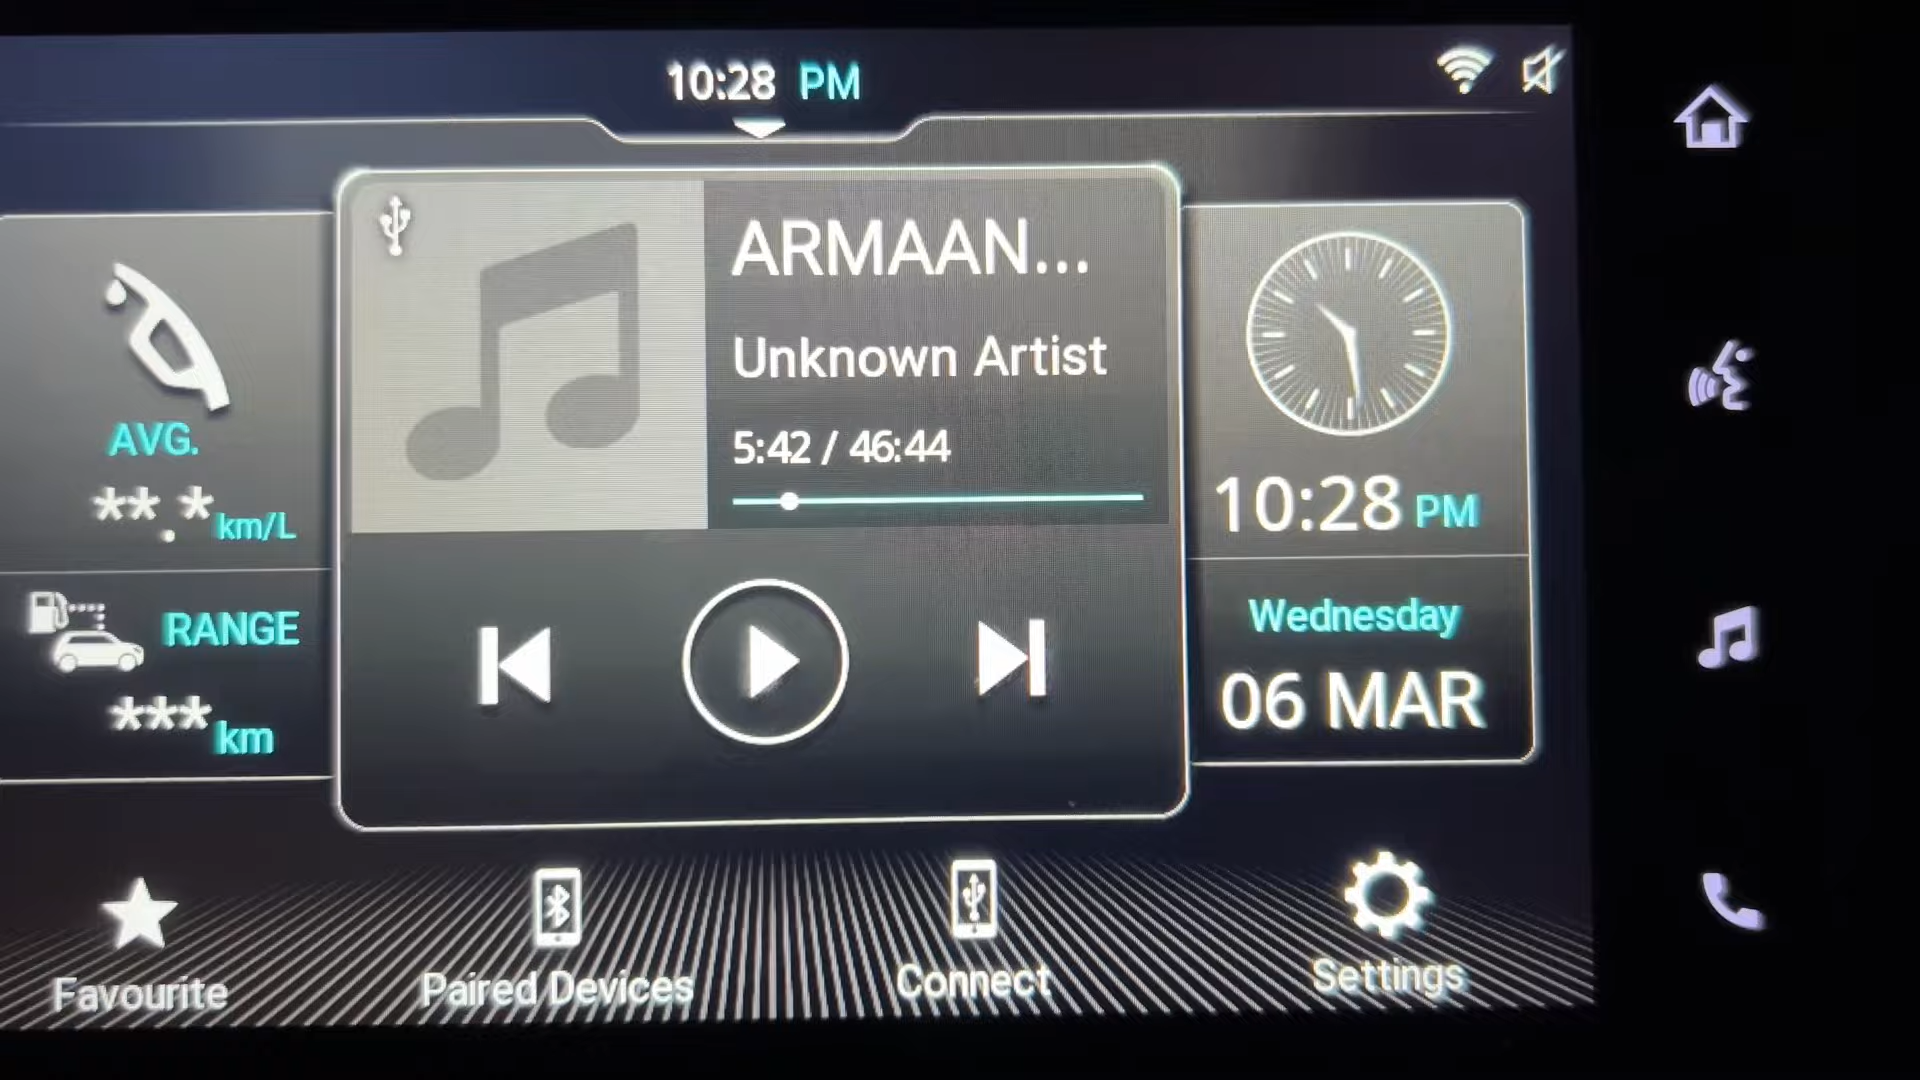 10:28 PM
ARMAAN...
Unknown Artist
5:42 / 46:44
AVG.
**.* km/L
RANGE
*** km
10:28 PM
Wednesday
06 MAR
Favourite
Paired Devices
Connect
Settings